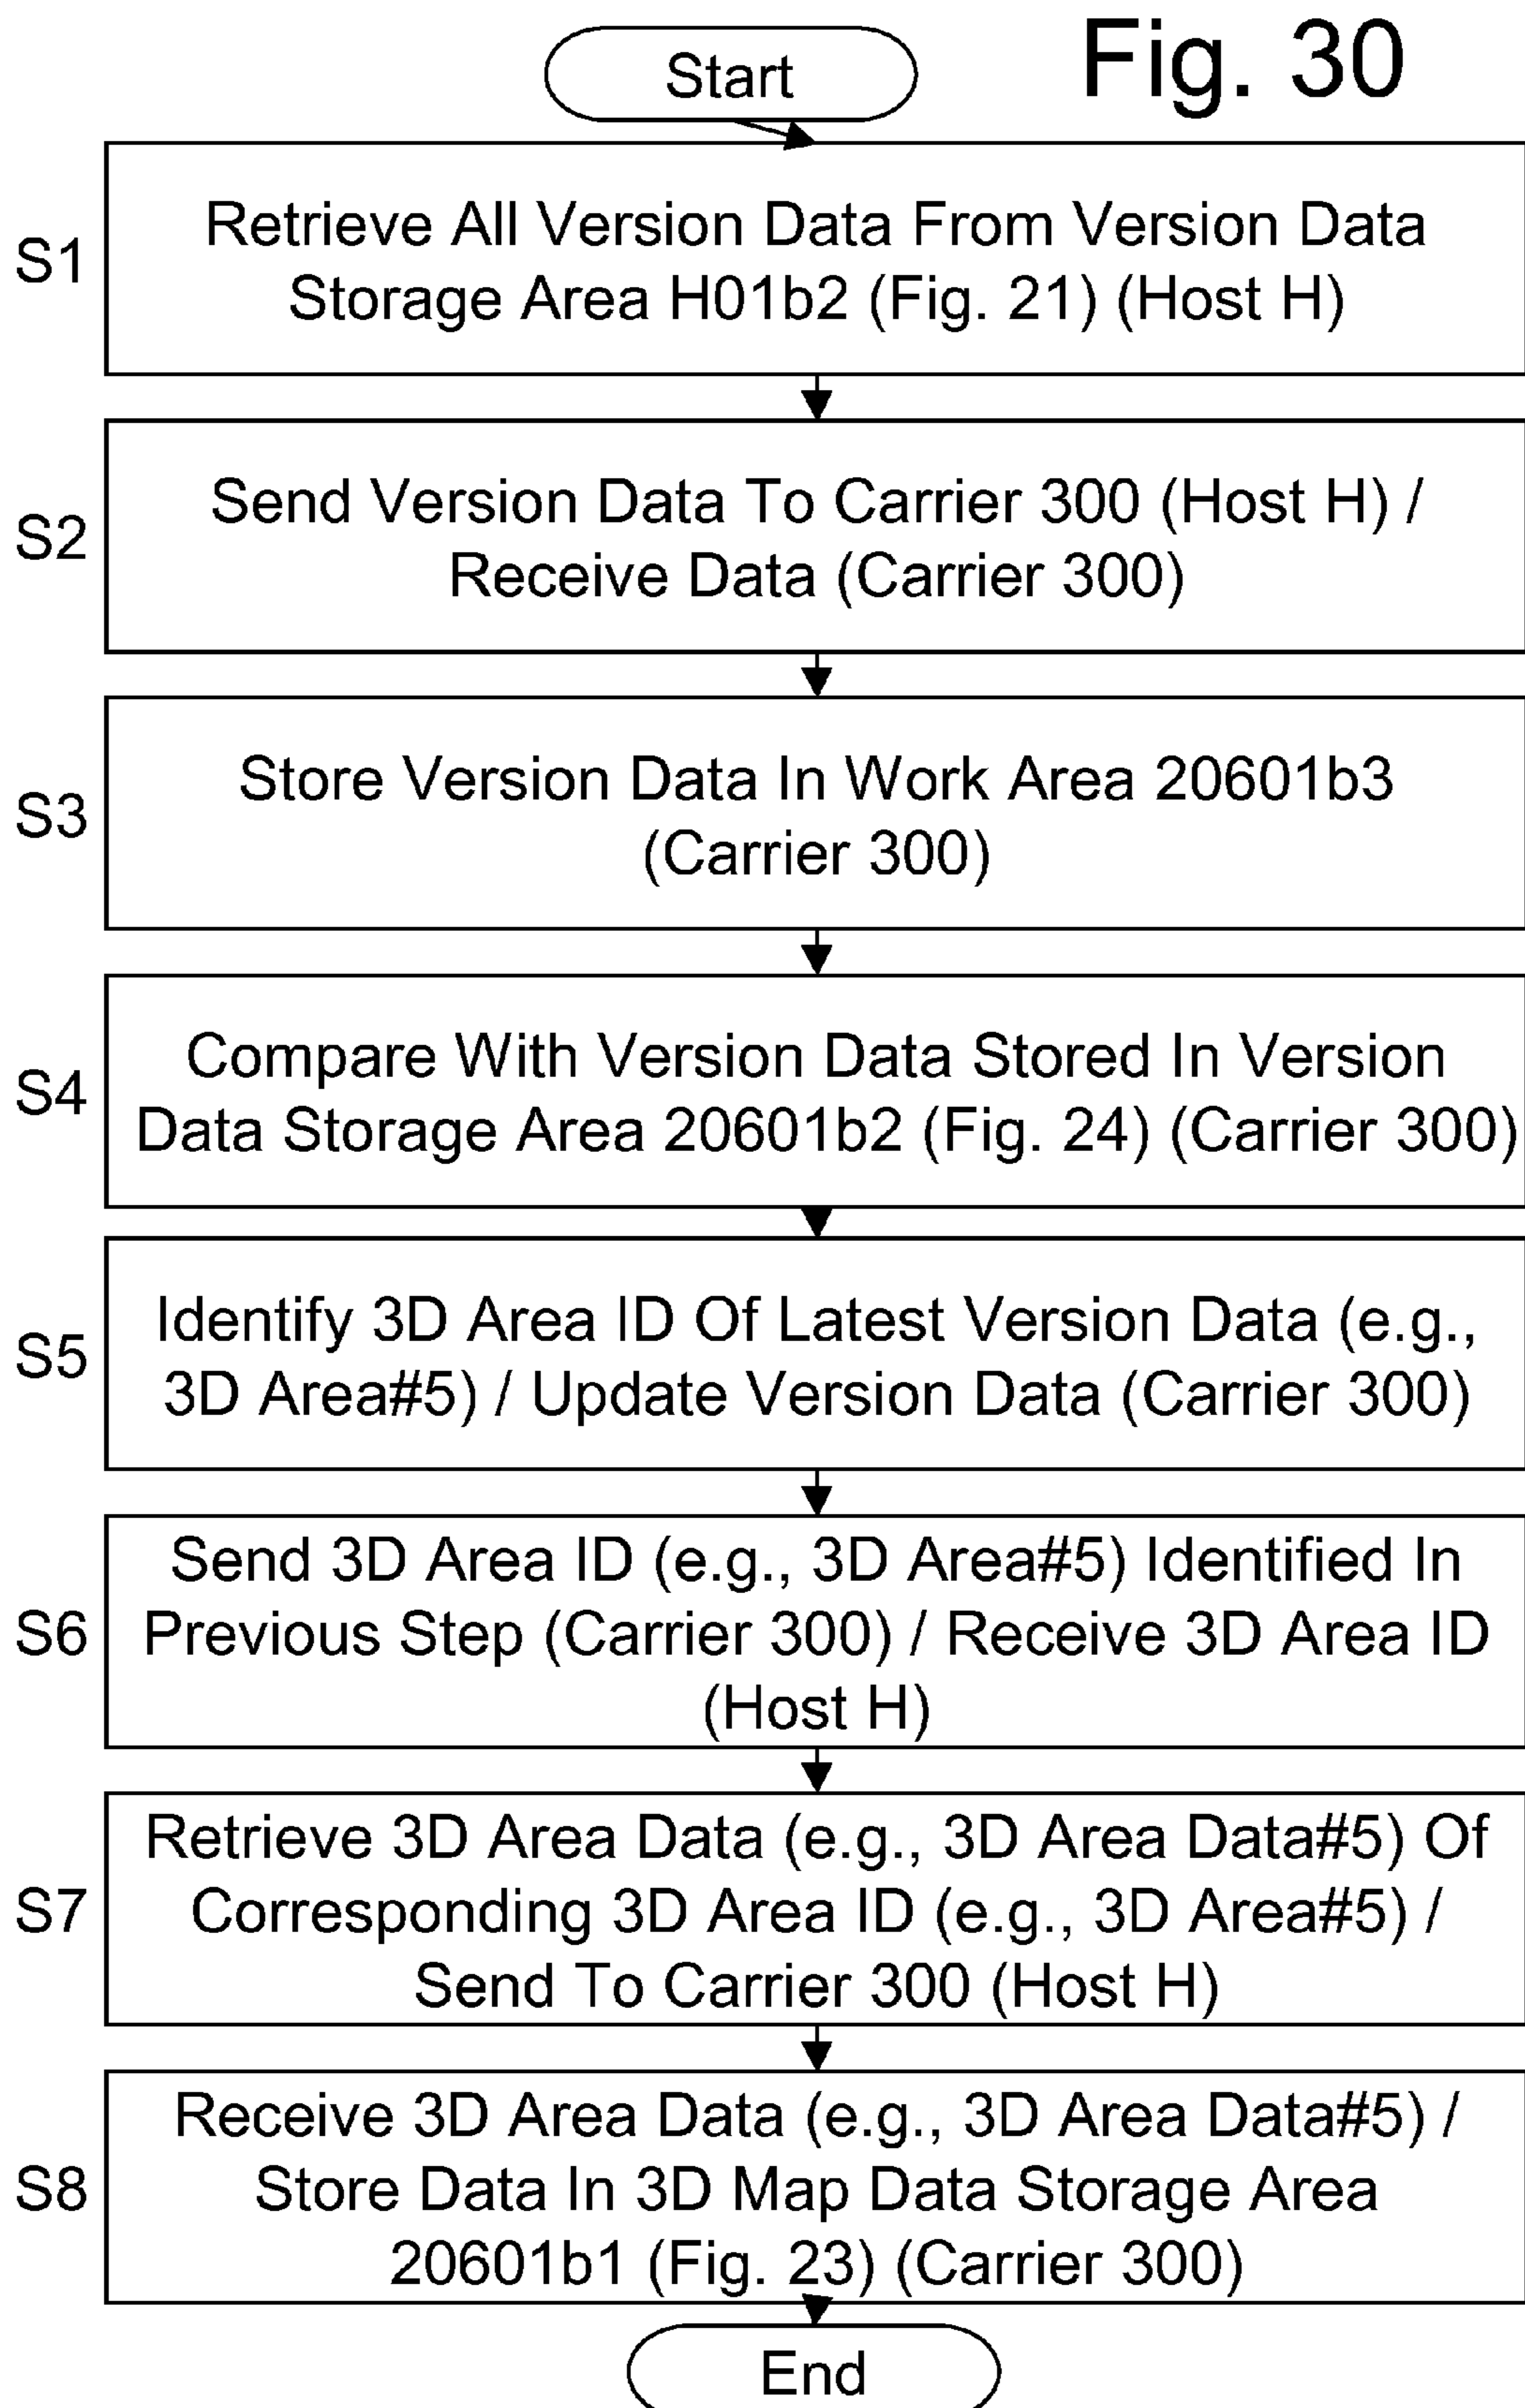 Fig. 30
Start
S1
Retrieve All Version Data From Version Data
Storage Area H01b2 (Fig. 21) (Host H)
S2
Send Version Data To Carrier 300 (Host H) /
Receive Data (Carrier 300)
S3
Store Version Data In Work Area 20601b3
(Carrier 300)
S4
Compare With Version Data Stored In Version
Data Storage Area 20601b2 (Fig. 24) (Carrier 300)
S5
Identify 3D Area ID Of Latest Version Data (e.g.,
3D Area#5) / Update Version Data (Carrier 300)
S6
Send 3D Area ID (e.g., 3D Area#5) Identified In
Previous Step (Carrier 300) / Receive 3D Area ID
(Host H)
S7
Retrieve 3D Area Data (e.g., 3D Area Data#5) Of
Corresponding 3D Area ID (e.g., 3D Area#5) /
Send To Carrier 300 (Host H)
S8
Receive 3D Area Data (e.g., 3D Area Data#5) /
Store Data In 3D Map Data Storage Area
20601b1 (Fig. 23) (Carrier 300)
End